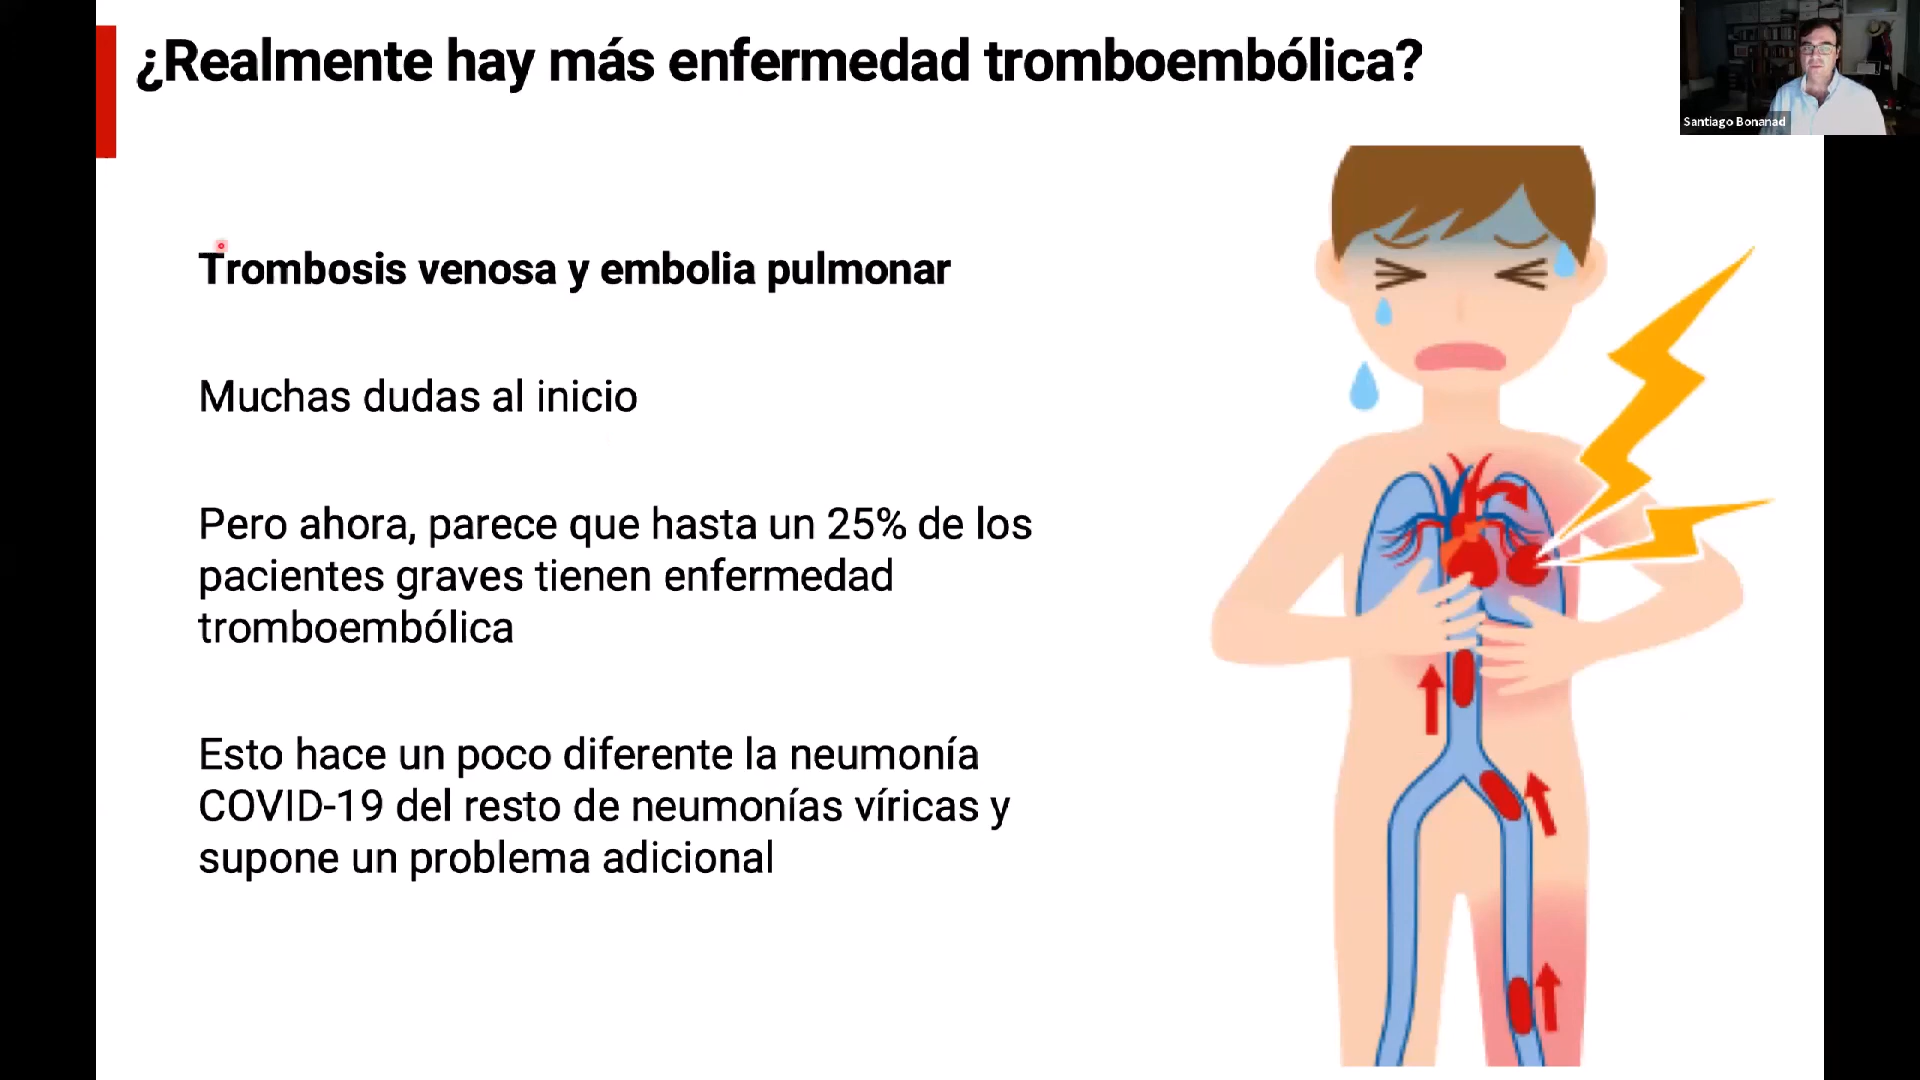 ¿Realmente hay más enfermedad tromboembólica?
Santiago Bonanad
Trombosis venosa y embolia pulmonar
Muchas dudas al inicio
Pero ahora, parece que hasta un 25% de los
pacientes graves tienen enfermedad
tromboembólica
Esto hace un poco diferente la neumonía
COVID-19 del resto de neumonías víricas y
supone un problema adicional